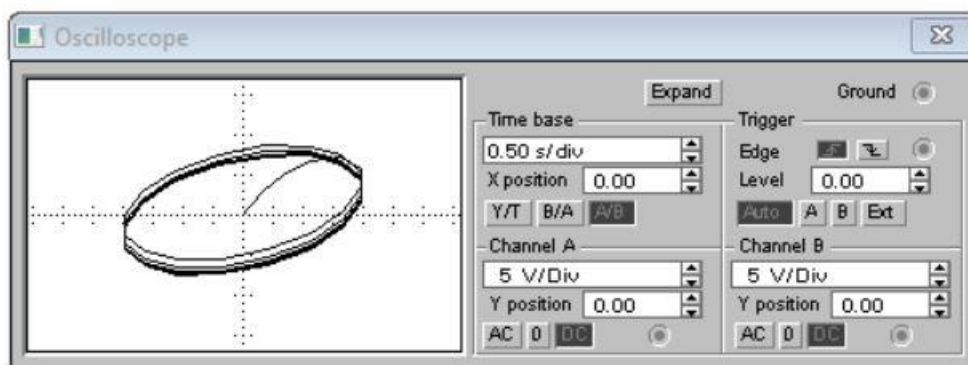 Oscilloscope
Expand
Ground
Time base
0.50 s/div
X position 0.00
Y/T B/A A/B
Trigger
Edge
Level 0.00
Auto A B Ext
Channel A
5 V/Div
Y position 0.00
AC 0 DC
Channel B
5 V/Div
Y position 0.00
AC 0 DC